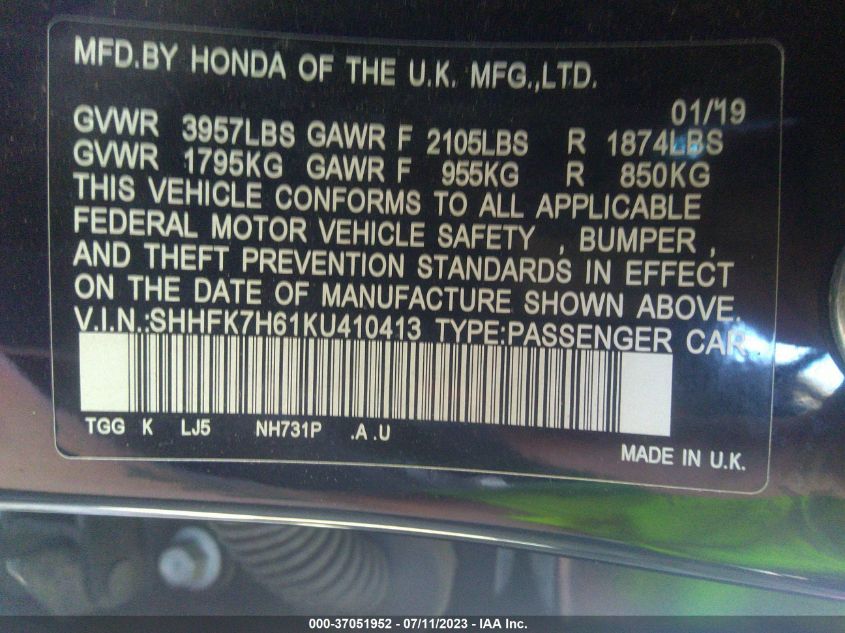 MFD.BY HONDA OF THE U.K. MFG.,LTD.
01/19
GVWR 3957LBS GAWR F 2105LBS R 1874LBS
GVWR 1795KG GAWR F 955KG R 850KG
THIS VEHICLE CONFORMS TO ALL APPLICABLE
FEDERAL MOTOR VEHICLE SAFETY , BUMPER ,
AND THEFT PREVENTION STANDARDS IN EFFECT
ON THE DATE OF MANUFACTURE SHOWN ABOVE.
V.I.N.:SHHFK7H61KU410413 TYPE:PASSENGER CAR
TGG K LJ5 NH731P .A .U
MADE IN U.K.
000-37051952 - 07/11/2023 - IAA Inc.